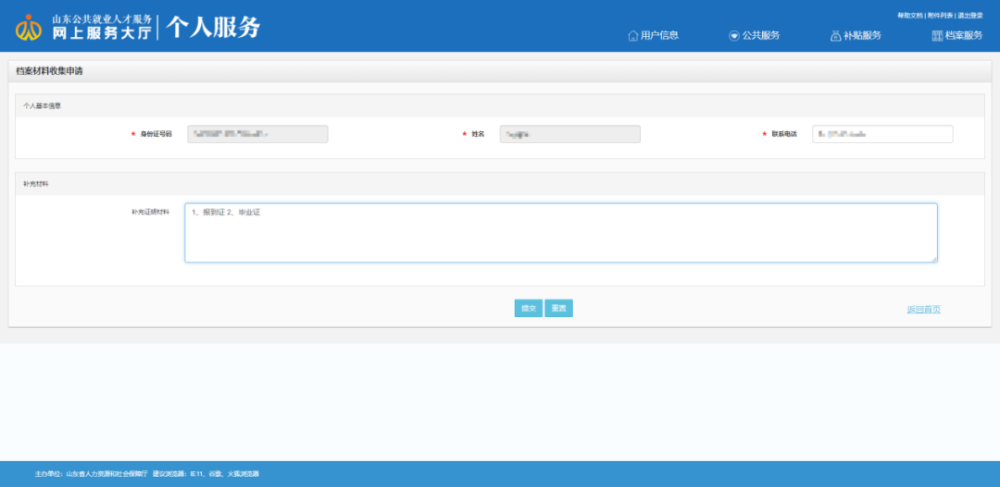 山东公共就业人才服务
网上服务大厅
个人服务
帮助文档 | 附件列表 | 退出登录
用户信息 公共服务 补贴服务 档案服务
档案材料收集申请
个人基本信息
* 身份证号码 * 姓名 * 联系电话
补充材料
补充证明材料 1、报到证 2、毕业证
提交 重置 返回首页
主办单位：山东省人力资源和社会保障厅 建议浏览器：IE11、谷歌、火狐浏览器